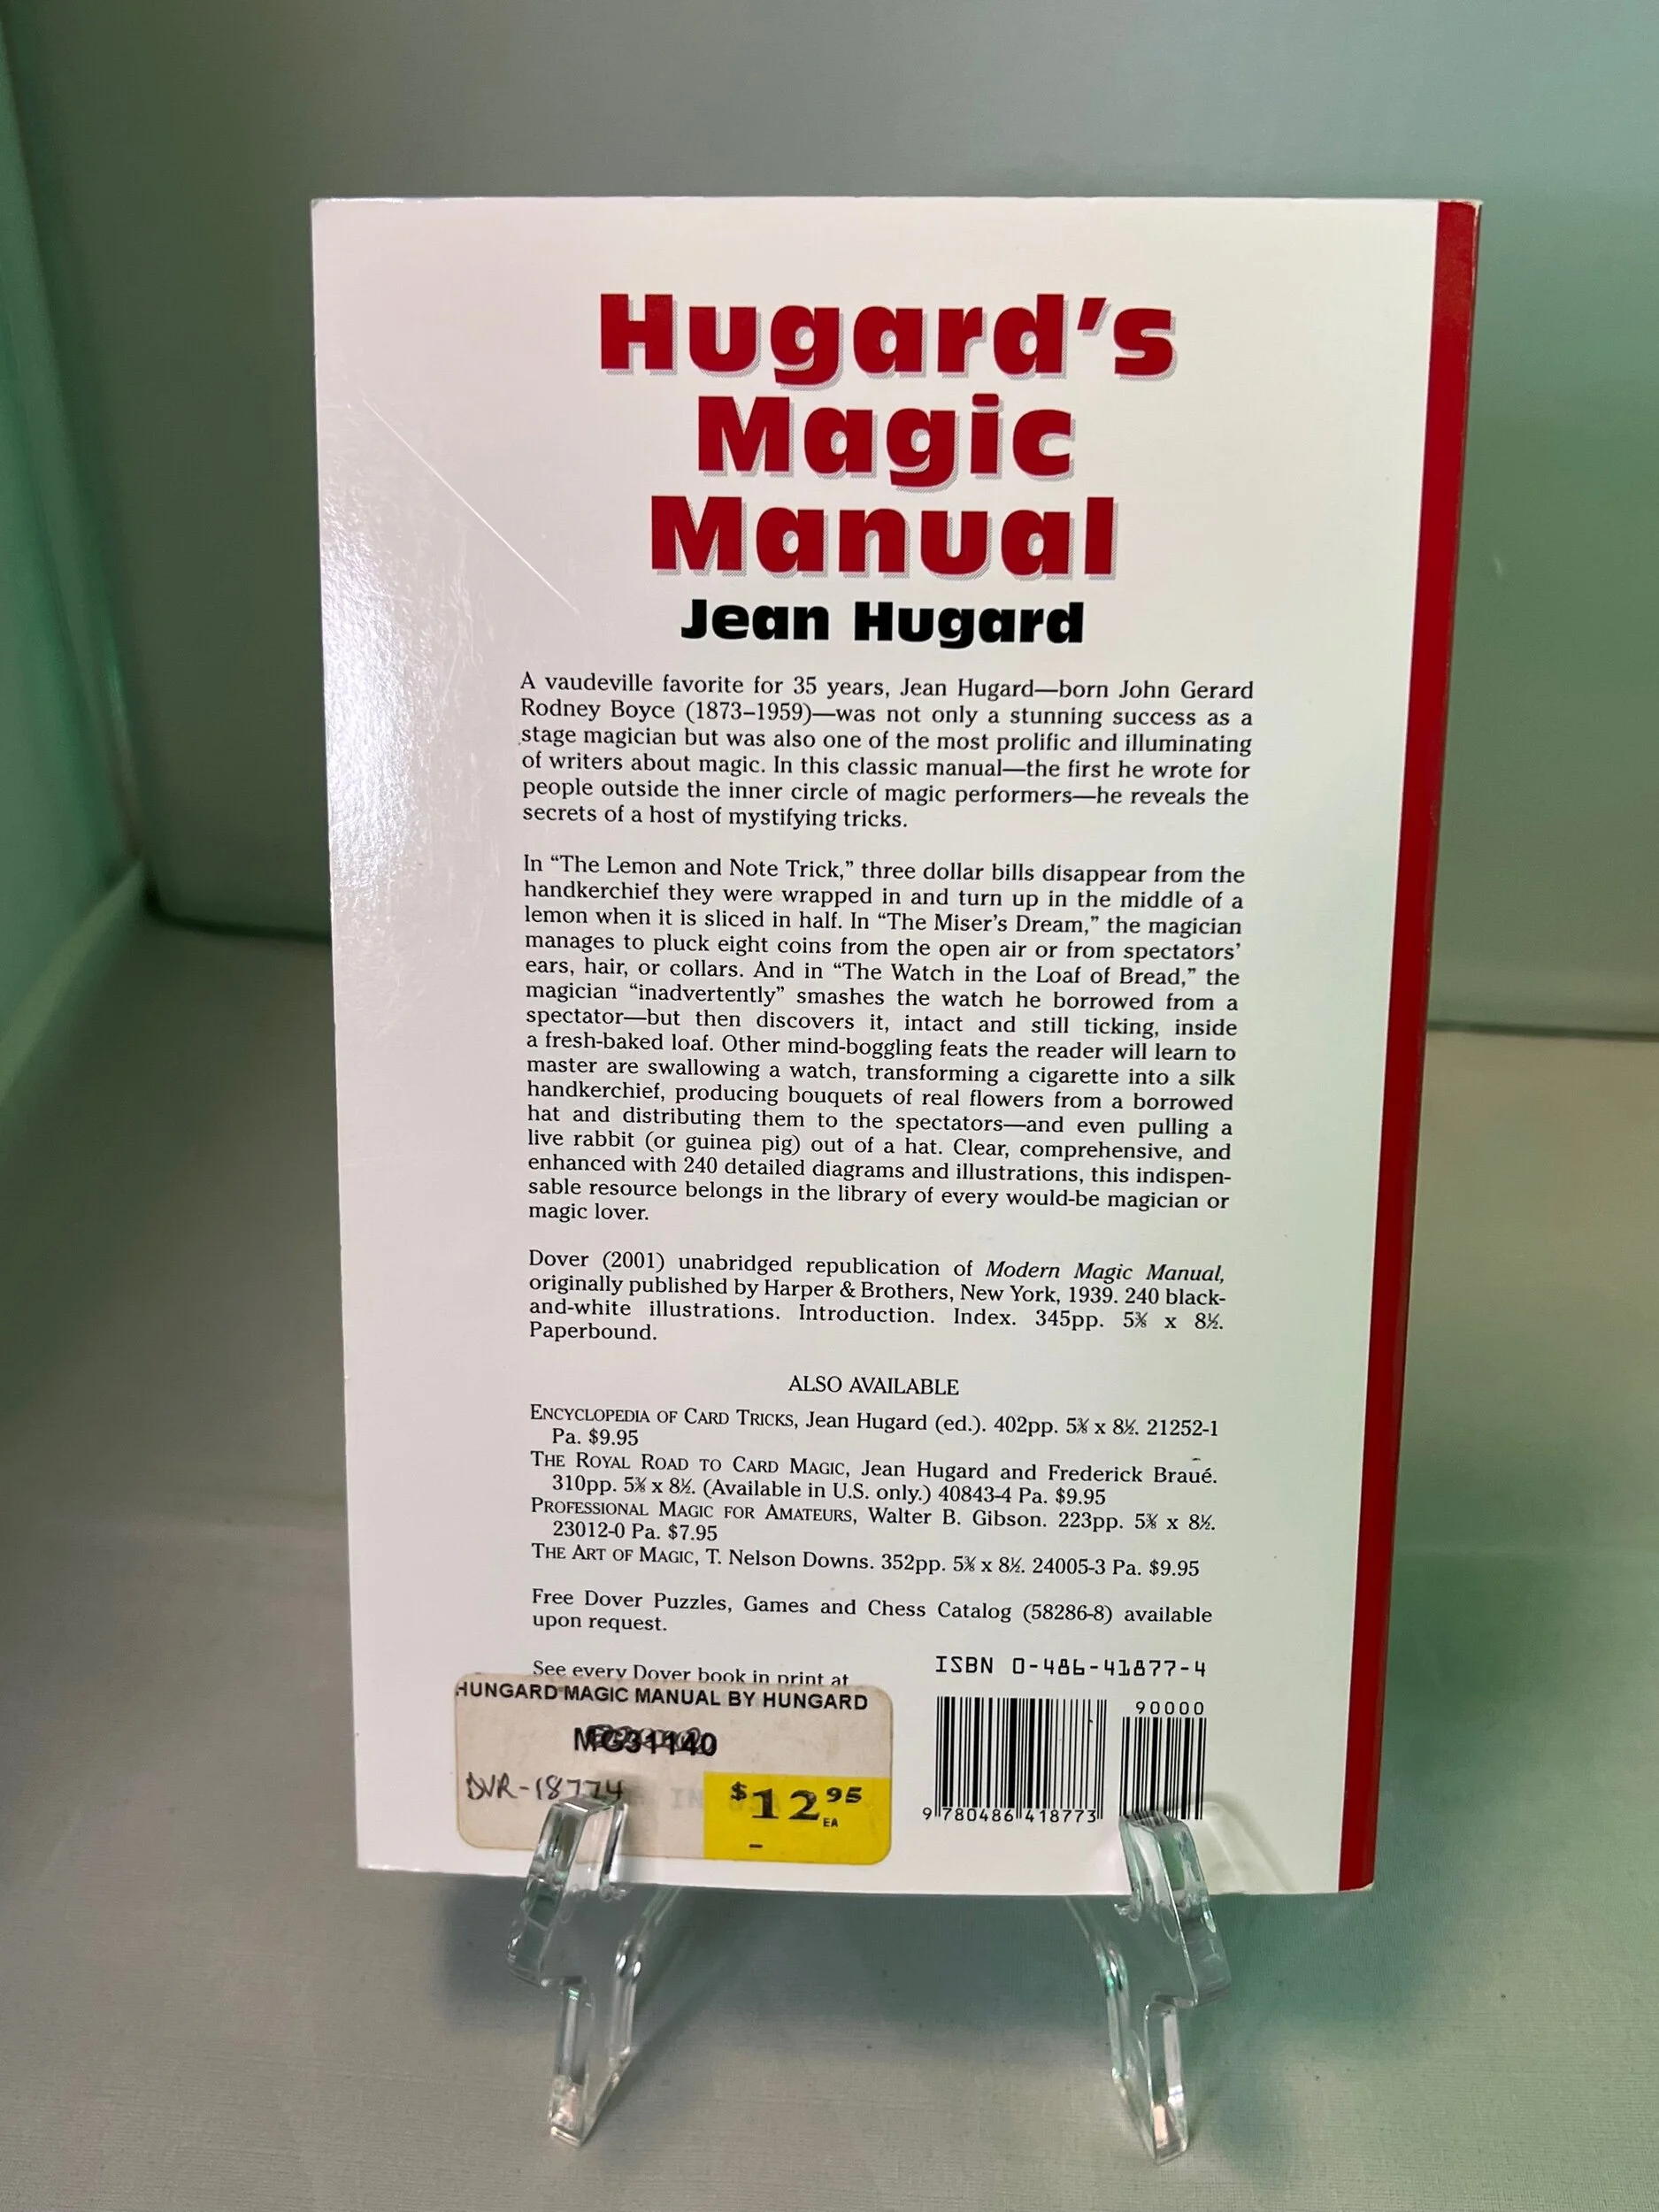 Hugard's
Magic
Manual
Jean Hugard
A vaudeville favorite for 35 years, Jean Hugard—born John Gerard
Rodney Boyce (1873–1959)—was not only a stunning success as a
stage magician but was also one of the most prolific and illuminating
of writers about magic. In this classic manual—the first he wrote for
people outside the inner circle of magic performers—he reveals the
secrets of a host of mystifying tricks.
In “The Lemon and Note Trick,” three dollar bills disappear from the
handkerchief they were wrapped in and turn up in the middle of a
lemon when it is sliced in half. In “The Miser’s Dream,” the magician
manages to pluck eight coins from the open air or from spectators’
ears, hair, or collars. And in “The Watch in the Loaf of Bread,” the
magician “inadvertently” smashes the watch he borrowed from a
spectator—but then discovers it, intact and still ticking, inside
a fresh-baked loaf. Other mind-boggling feats the reader will learn to
master are swallowing a watch, transforming a cigarette into a silk
handkerchief, producing bouquets of real flowers from a borrowed
hat and distributing them to the spectators—and even pulling a
live rabbit (or guinea pig) out of a hat. Clear, comprehensive, and
enhanced with 240 detailed diagrams and illustrations, this indispen-
sable resource belongs in the library of every would-be magician or
magic lover.
Dover (2001) unabridged republication of Modern Magic Manual,
originally published by Harper & Brothers, New York, 1939. 240 black-
and-white illustrations. Introduction. Index. 345pp. 5⅜ x 8½.
Paperbound.
ALSO AVAILABLE
ENCYCLOPEDIA OF CARD TRICKS, Jean Hugard (ed.). 402pp. 5⅜ x 8½. 21252-1
Pa. $9.95
THE ROYAL ROAD TO CARD MAGIC, Jean Hugard and Frederick Braué.
310pp. 5⅜ x 8½. (Available in U.S. only.) 40843-4 Pa. $9.95
PROFESSIONAL MAGIC FOR AMATEURS, Walter B. Gibson. 223pp. 5⅜ x 8½.
23012-0 Pa. $7.95
THE ART OF MAGIC, T. Nelson Downs. 352pp. 5⅜ x 8½. 24005-3 Pa. $9.95
Free Dover Puzzles, Games and Chess Catalog (58286-8) available
upon request.
See every Dover book in print at
HUNGARD MAGIC MANUAL BY HUNGARD
MG31140
DVR-18774
$12.95
EA
ISBN 0-486-41877-4
90000
9 780486 418773